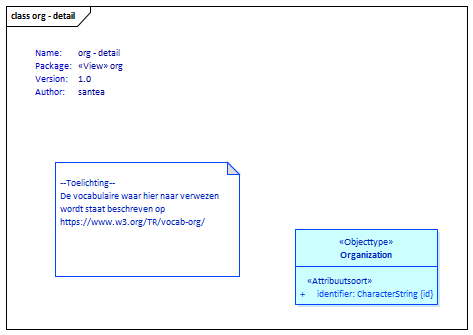 class org - detail
Name: org - detail
Package: «View» org
Version: 1.0
Author: santea
--Toelichting--
De vocabulaire waar hier naar verwezen
wordt staat beschreven op
https://www.w3.org/TR/vocab-org/
«Objecttype»
Organization
«Attribuutsoort»
+ identifier: CharacterString {id}